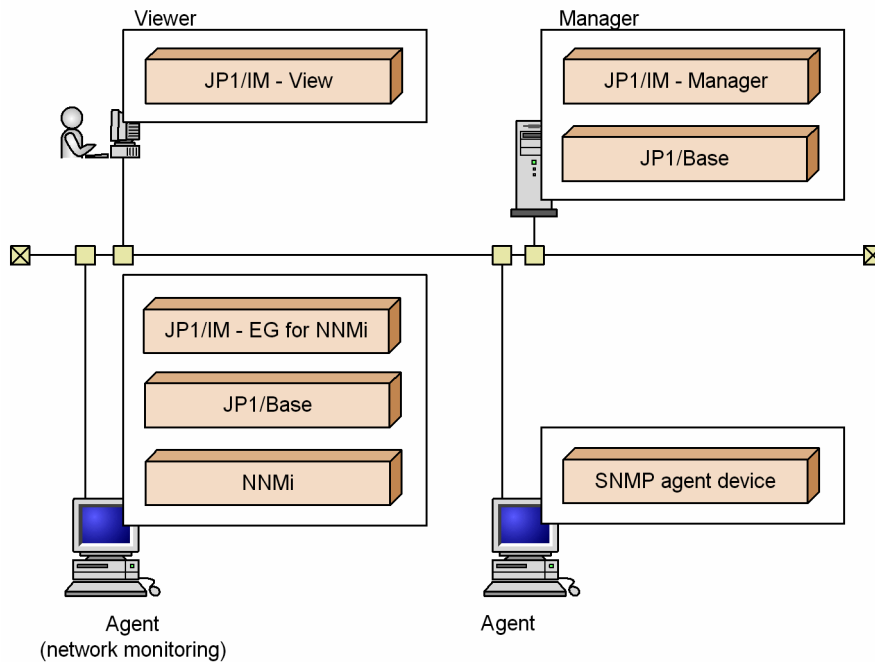 Viewer
JP1/IM - View
Manager
JP1/IM - Manager
JP1/Base
JP1/IM - EG for NNMi
JP1/Base
NNMi
Agent
(network monitoring)
SNMP agent device
Agent